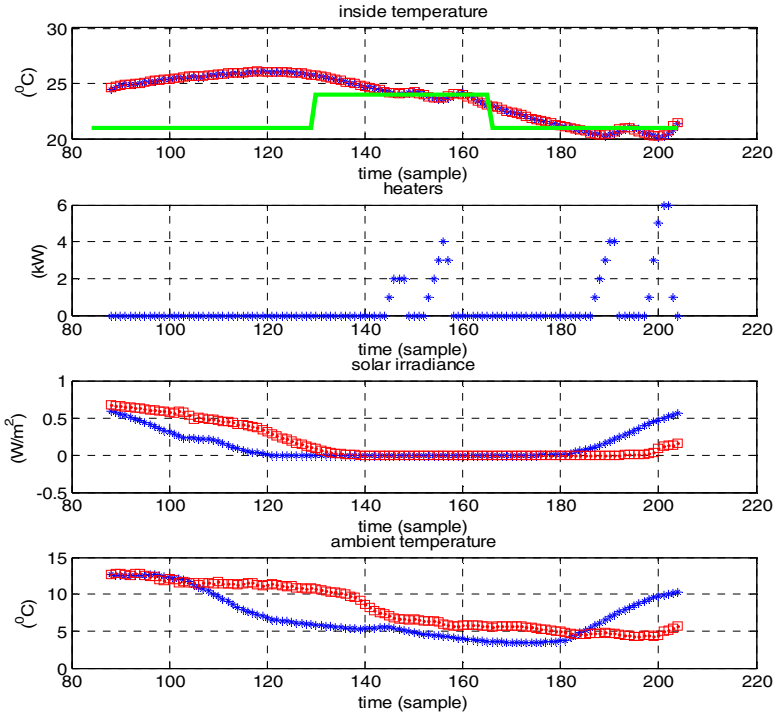 inside temperature
30
25
20
(⁰C)
80 100 120 140 160 180 200 220
time (sample)
heaters
6
4
2
0
(kW)
80 100 120 140 160 180 200 220
time (sample)
solar irradiance
1
0.5
0
-0.5
(W/m²)
80 100 120 140 160 180 200 220
time (sample)
ambient temperature
15
10
5
0
(⁰C)
80 100 120 140 160 180 200 220
time (sample)